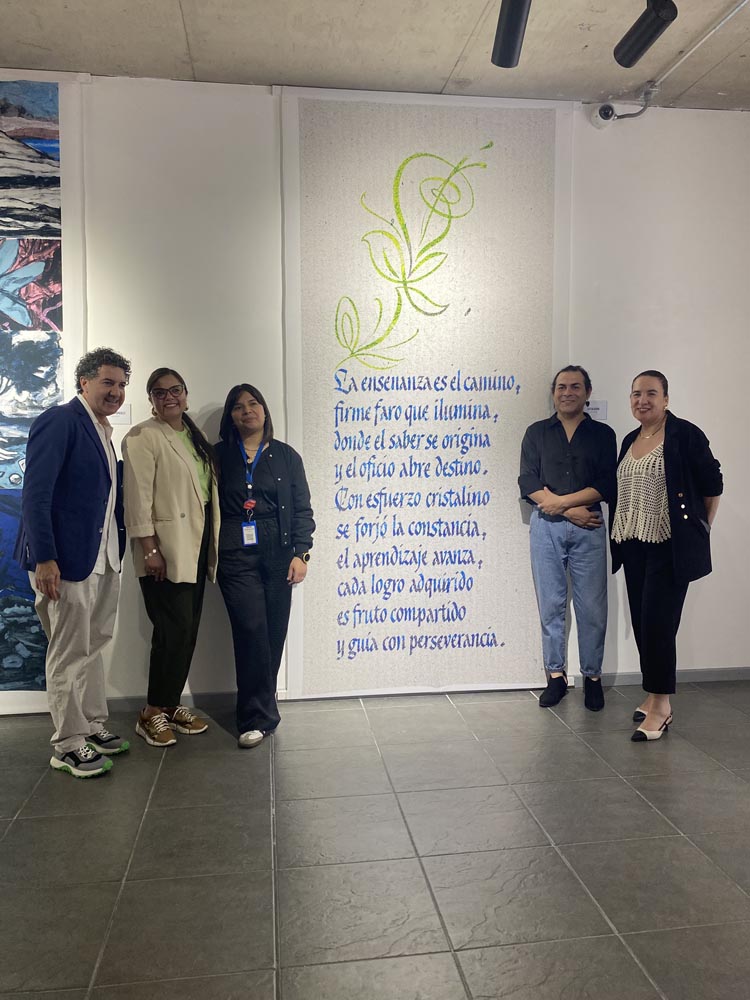 La enseñanza es el camino,
firme faro que ilumina,
donde el saber se origina
y el oficio abre destino.
Con esfuerzo cristalino
se forjó la constancia,
el aprendizaje avanza,
cada logro adquirido
es fruto compartido
y guía con perseverancia.